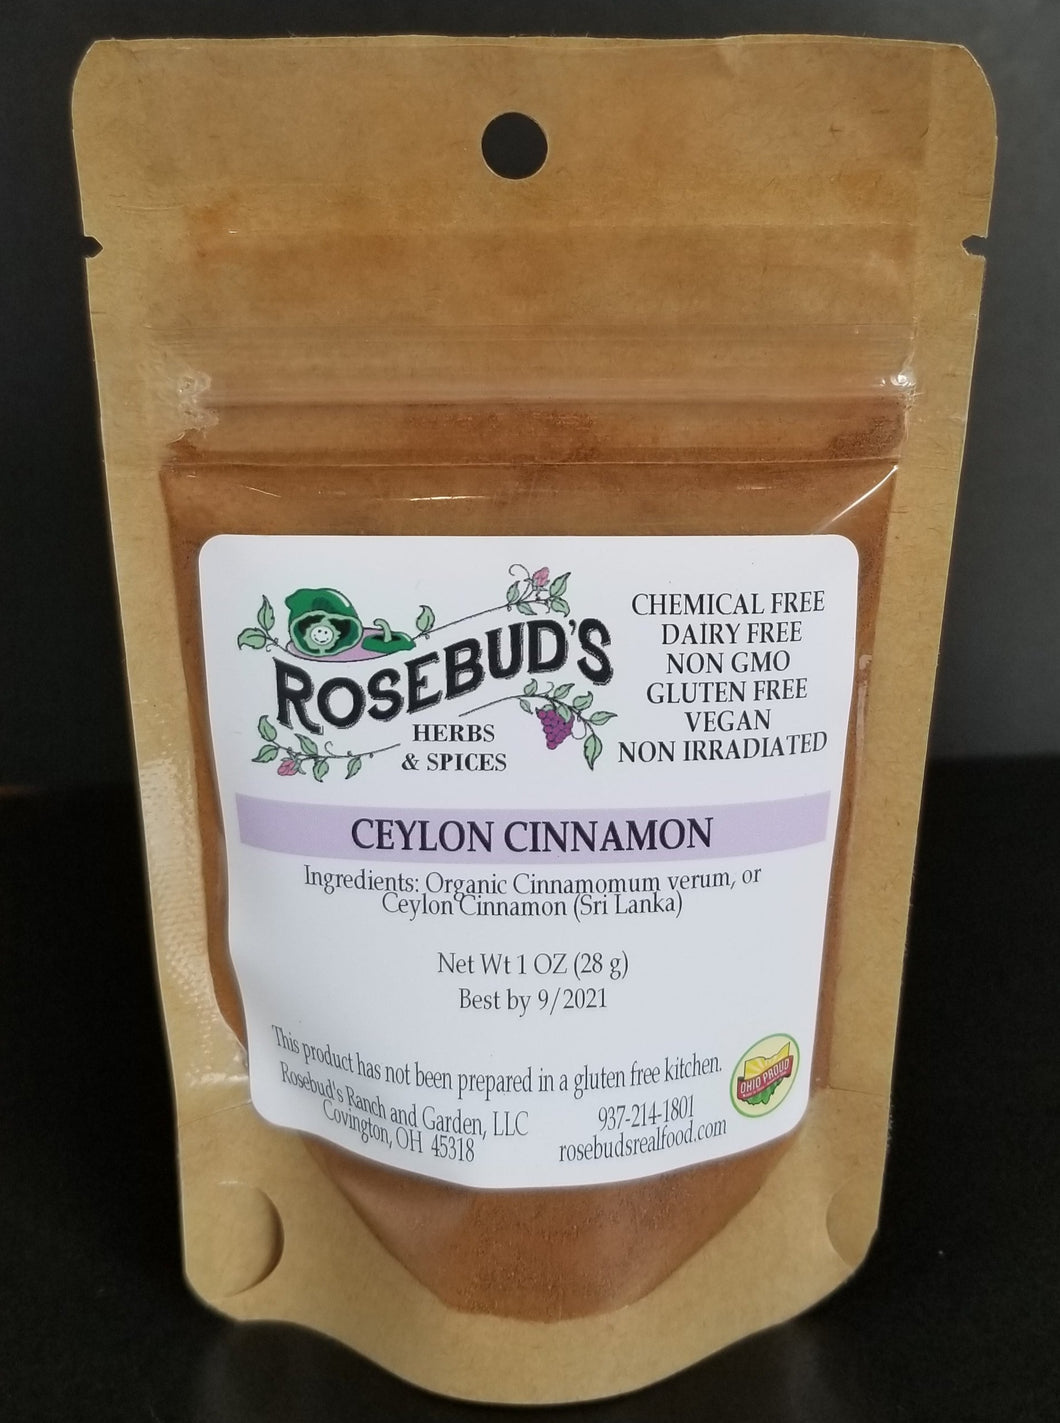 ROSEBUD'S
HERBS
& SPICES
CHEMICAL FREE
DAIRY FREE
NON GMO
GLUTEN FREE
VEGAN
NON IRRADIATED
CEYLON CINNAMON
Ingredients: Organic Cinnamomum verum, or
Ceylon Cinnamon (Sri Lanka)
Net Wt 1 OZ (28 g)
Best by 9/2021
This product has not been prepared in a gluten free kitchen.
Rosebud's Ranch and Garden, LLC
Covington, OH 45318
937-214-1801
rosebudsrealfood.com
OHIO PROUD